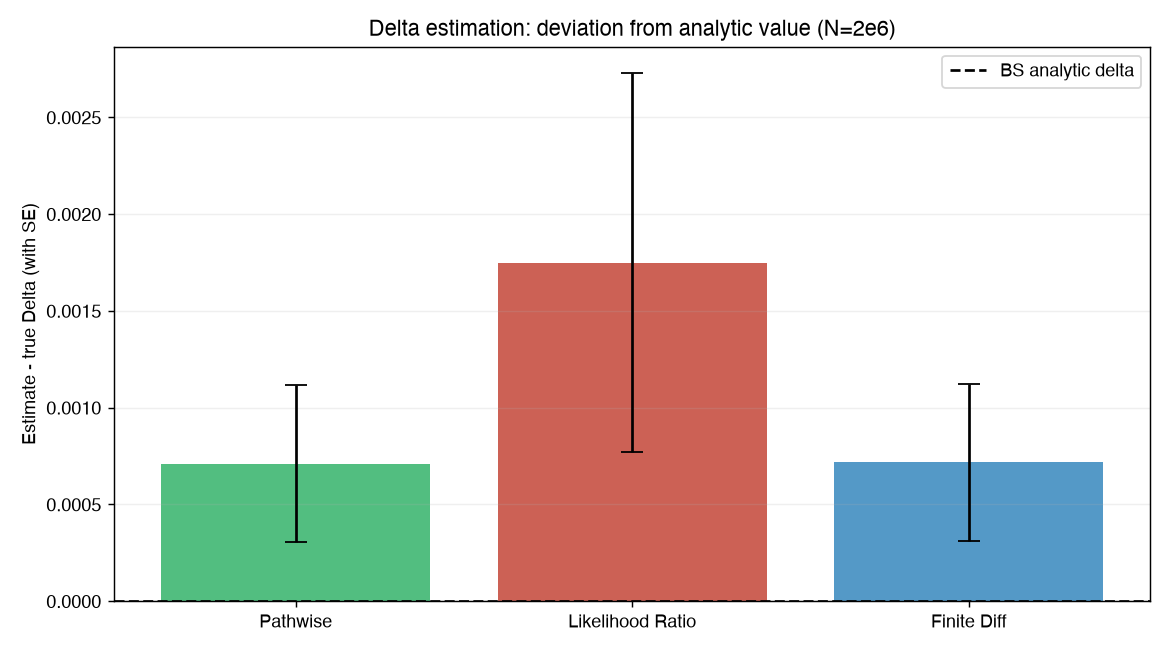 Delta estimation: deviation from analytic value (N=2e6)
BS analytic delta
Estimate - true Delta (with SE)
0.0025
0.0020
0.0015
0.0010
0.0005
0.0000
Pathwise
Likelihood Ratio
Finite Diff